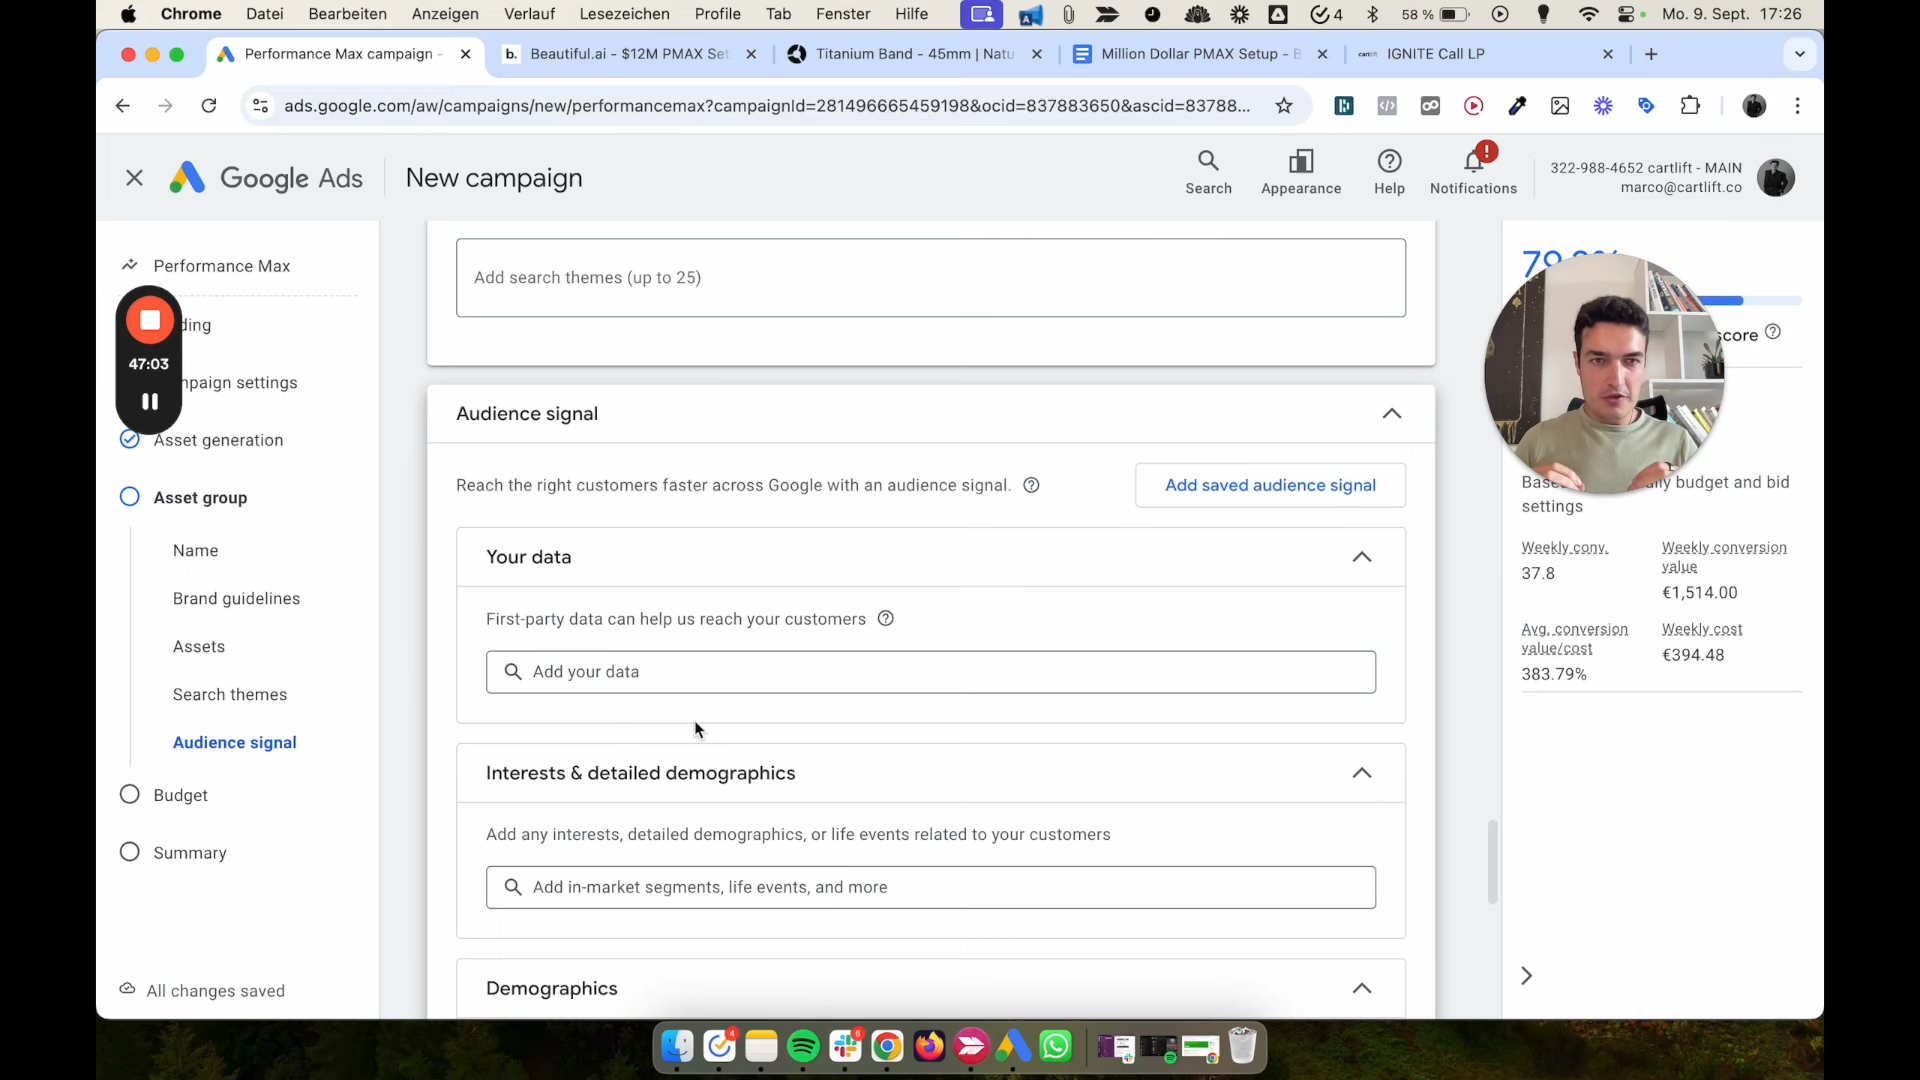 Chrome Datei Bearbeiten Anzeigen Verlauf Lesezeichen Profile Tab Fenster Hilfe 4 58 % Mo. 9. Sept. 17:26
Performance Max campaign - b. Beautiful.ai - $12M PMAX Set Titanium Band - 45mm | Natu Million Dollar PMAX Setup - B cartlift IGNITE Call LP
ads.google.com/aw/campaigns/new/performancemax?campaignId=281496665459198&ocid=837883650&ascid=83788...
Google Ads New campaign
Search Appearance Help Notifications
322-988-4652 cartlift - MAIN
marco@cartlift.co
Performance Max
ding
mpaign settings
Asset generation
Asset group
Name
Brand guidelines
Assets
Search themes
Audience signal
Budget
Summary
All changes saved
47:03
Add search themes (up to 25)
Audience signal
Reach the right customers faster across Google with an audience signal.
Add saved audience signal
Your data
First-party data can help us reach your customers
Add your data
Interests & detailed demographics
Add any interests, detailed demographics, or life events related to your customers
Add in-market segments, life events, and more
Demographics
score
budget and bid
settings
Weekly conv.
37.8
Weekly conversion
value
€1,514.00
Avg. conversion
value/cost
383.79%
Weekly cost
€394.48
4
6